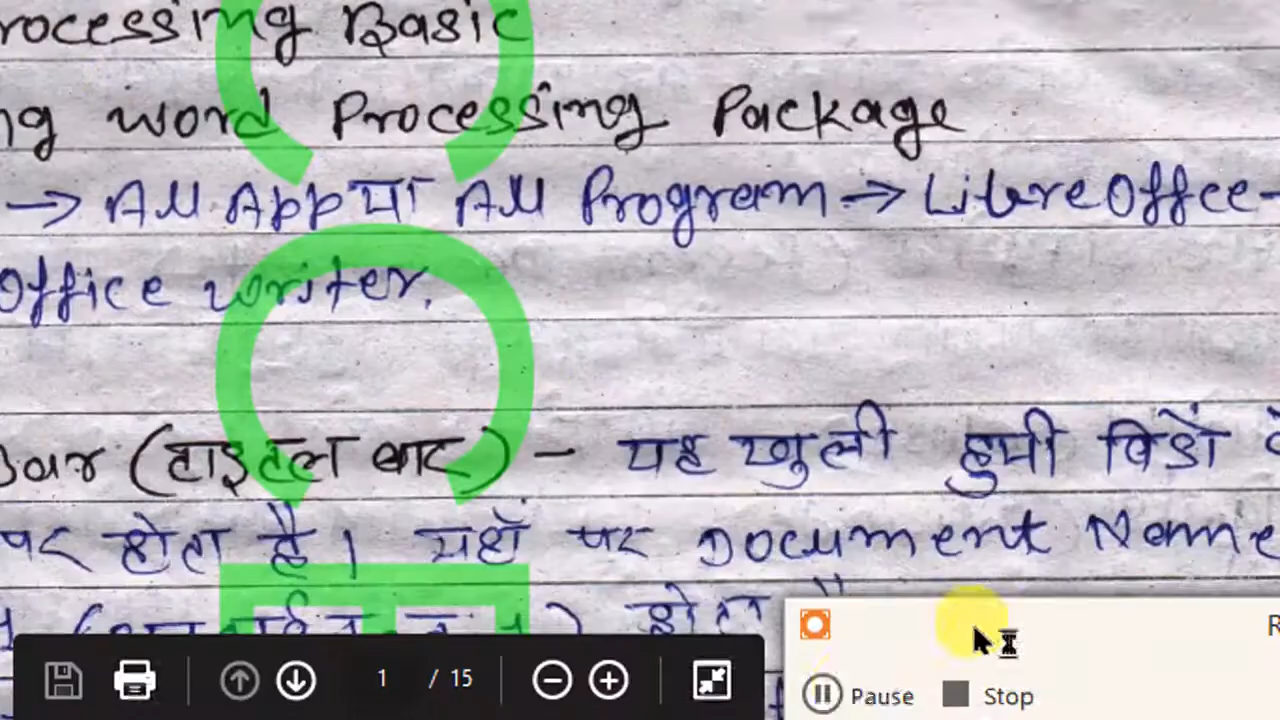 rocessing Basic
ng word Processing Package
→ All App या All Program → LibreOffce-
office writer.
Bar (टाइटल बार) – यह खुली हुयी विडों
पर होता है। यहाँ पर Document Name
होता है
1 / 15
Pause Stop